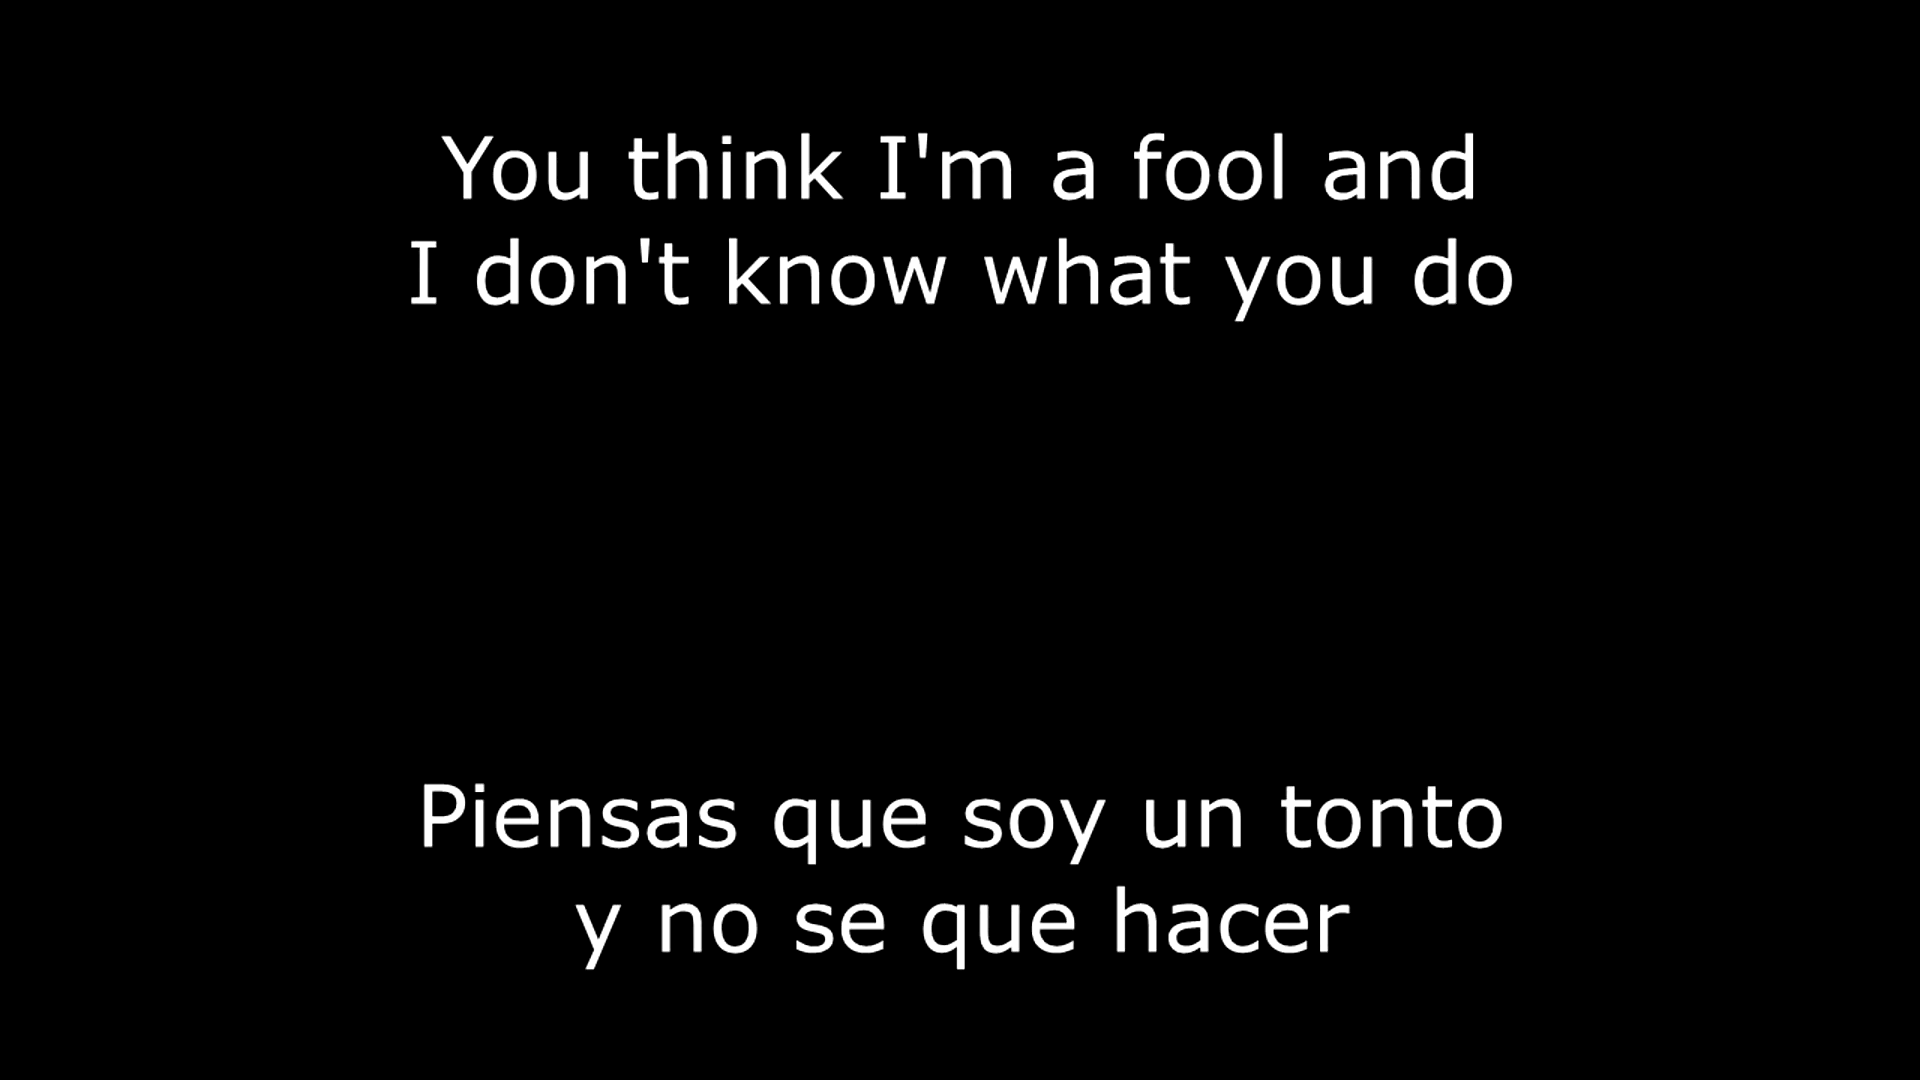 You think I'm a fool and
I don't know what you do
Piensas que soy un tonto
y no se que hacer